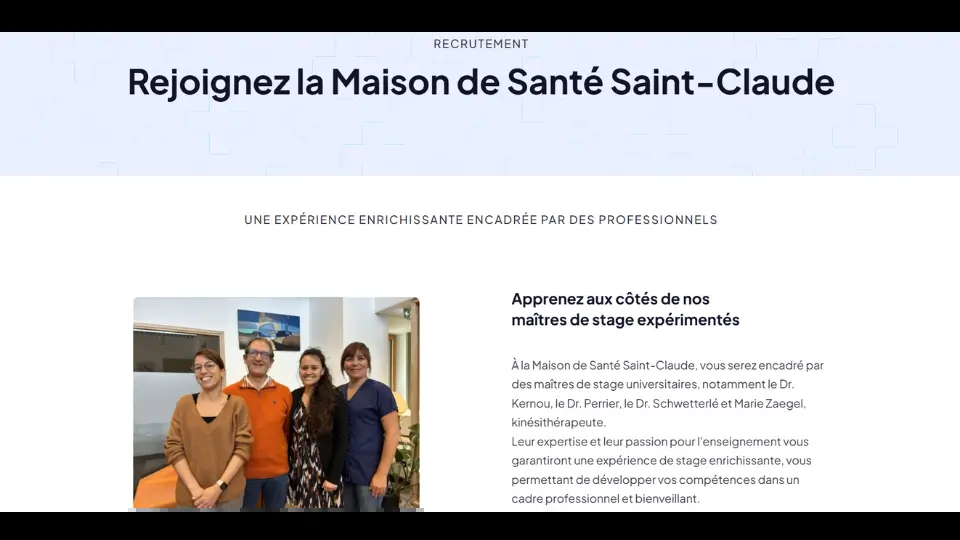 RECRUTEMENT
Rejoignez la Maison de Santé Saint-Claude
UNE EXPÉRIENCE ENRICHISSANTE ENCADRÉE PAR DES PROFESSIONNELS
Apprenez aux côtés de nos
maîtres de stage expérimentés
À la Maison de Santé Saint-Claude, vous serez encadré par
des maîtres de stage universitaires, notamment le Dr.
Kernou, le Dr. Perrier, le Dr. Schwetterlé et Marie Zaegel,
kinésithérapeute.
Leur expertise et leur passion pour l'enseignement vous
garantiront une expérience de stage enrichissante, vous
permettant de développer vos compétences dans un
cadre professionnel et bienveillant.